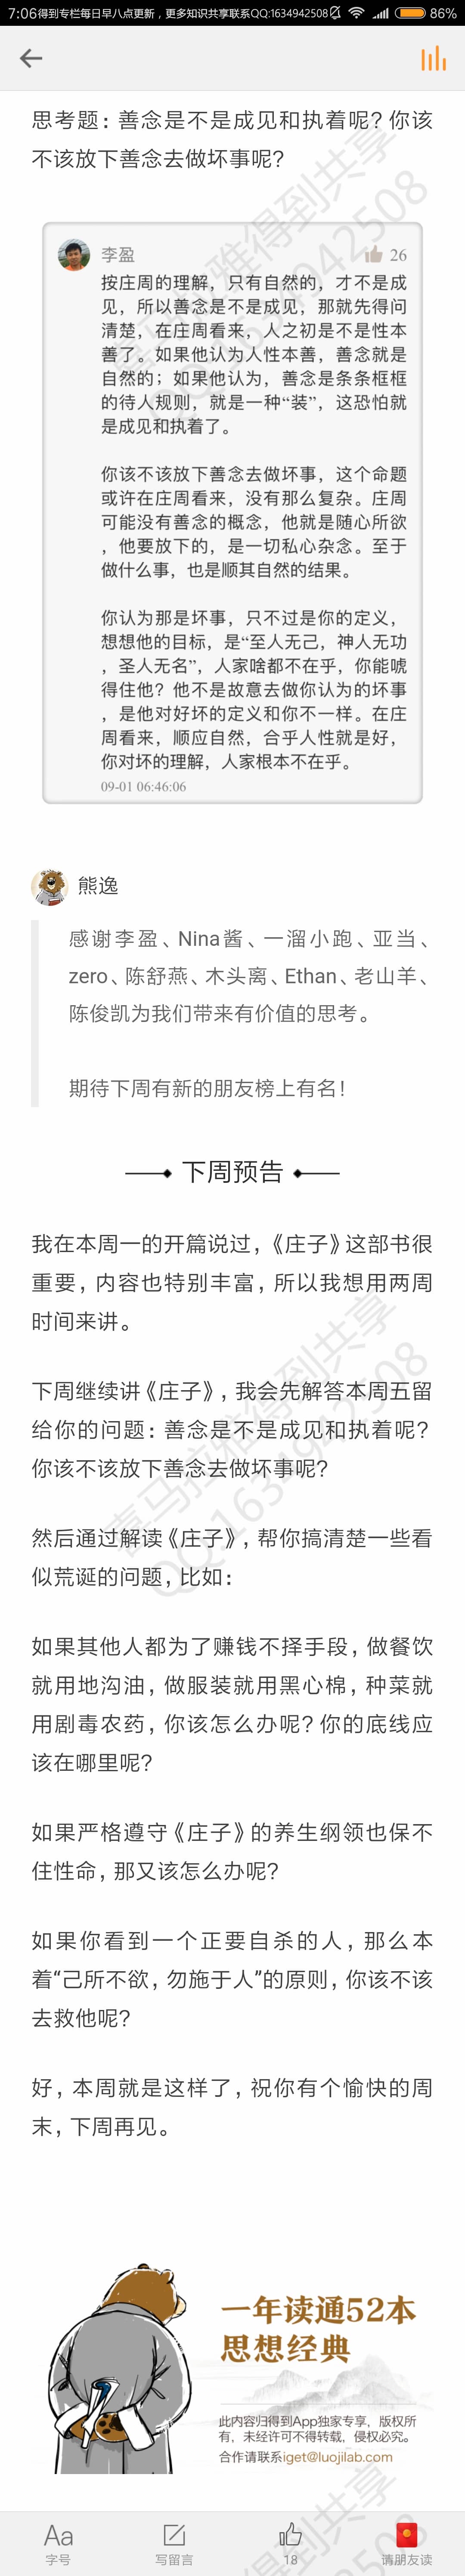 7:06得到专栏每日早八点更新，更多知识共享联系QQ:1634942508 86%
思考题：善念是不是成见和执着呢？你该
不该放下善念去做坏事呢？
李盈 26
按庄周的理解，只有自然的，才不是成
见，所以善念是不是成见，那就先得问
清楚，在庄周看来，人之初是不是性本
善了。如果他认为人性本善，善念就是
自然的；如果他认为，善念是条条框框
的待人规则，就是一种“装”，这恐怕就
是成见和执着了。
你该不该放下善念去做坏事，这个命题
或许在庄周看来，没有那么复杂。庄周
可能没有善念的概念，他就是随心所欲
，他要放下的，是一切私心杂念。至于
做什么事，也是顺其自然的结果。
你认为那是坏事，只不过是你的定义，
想想他的目标，是“至人无己，神人无功
，圣人无名”，人家啥都不在乎，你能唬
得住他？他不是故意去做你认为的坏事
，是他对好坏的定义和你不一样。在庄
周看来，顺应自然，合乎人性就是好，
你对坏的理解，人家根本不在乎。
09-01 06:46:06
熊逸
感谢李盈、Nina酱、一溜小跑、亚当、
zero、陈舒燕、木头离、Ethan、老山羊、
陈俊凯为我们带来有价值的思考。
期待下周有新的朋友榜上有名！
下周预告
我在本周一的开篇说过，《庄子》这部书很
重要，内容也特别丰富，所以我想用两周
时间来讲。
下周继续讲《庄子》，我会先解答本周五留
给你的问题：善念是不是成见和执着呢？
你该不该放下善念去做坏事呢？
然后通过解读《庄子》，帮你搞清楚一些看
似荒诞的问题，比如：
如果其他人都为了赚钱不择手段，做餐饮
就用地沟油，做服装就用黑心棉，种菜就
用剧毒农药，你该怎么办呢？你的底线应
该在哪里呢？
如果严格遵守《庄子》的养生纲领也保不
住性命，那又该怎么办呢？
如果你看到一个正要自杀的人，那么本
着“己所不欲，勿施于人”的原则，你该不该
去救他呢？
好，本周就是这样了，祝你有个愉快的周
末，下周再见。
一年读通52本
思想经典
此内容归得到App独家专享，版权所
有，未经许可不得转载，侵权必究。
合作请联系iget@luojilab.com
Aa 18
字号 写留言 请朋友读
喜马拉雅得到共享
QQ:1634942508
喜马拉雅得到共享
QQ:1634942508